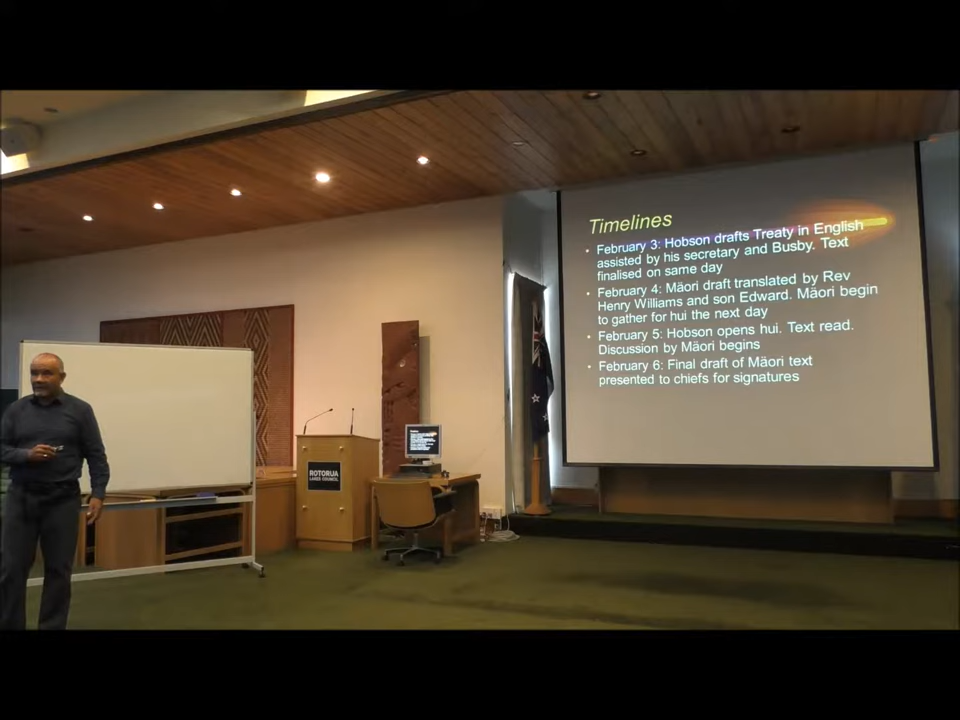 Timelines
• February 3: Hobson drafts Treaty in English
assisted by his secretary and Busby. Text
finalised on same day
• February 4: Māori draft translated by Rev
Henry Williams and son Edward. Māori begin
to gather for hui the next day
• February 5: Hobson opens hui. Text read.
Discussion by Māori begins
• February 6: Final draft of Māori text
presented to chiefs for signatures
ROTORUA
LAKES COUNCIL